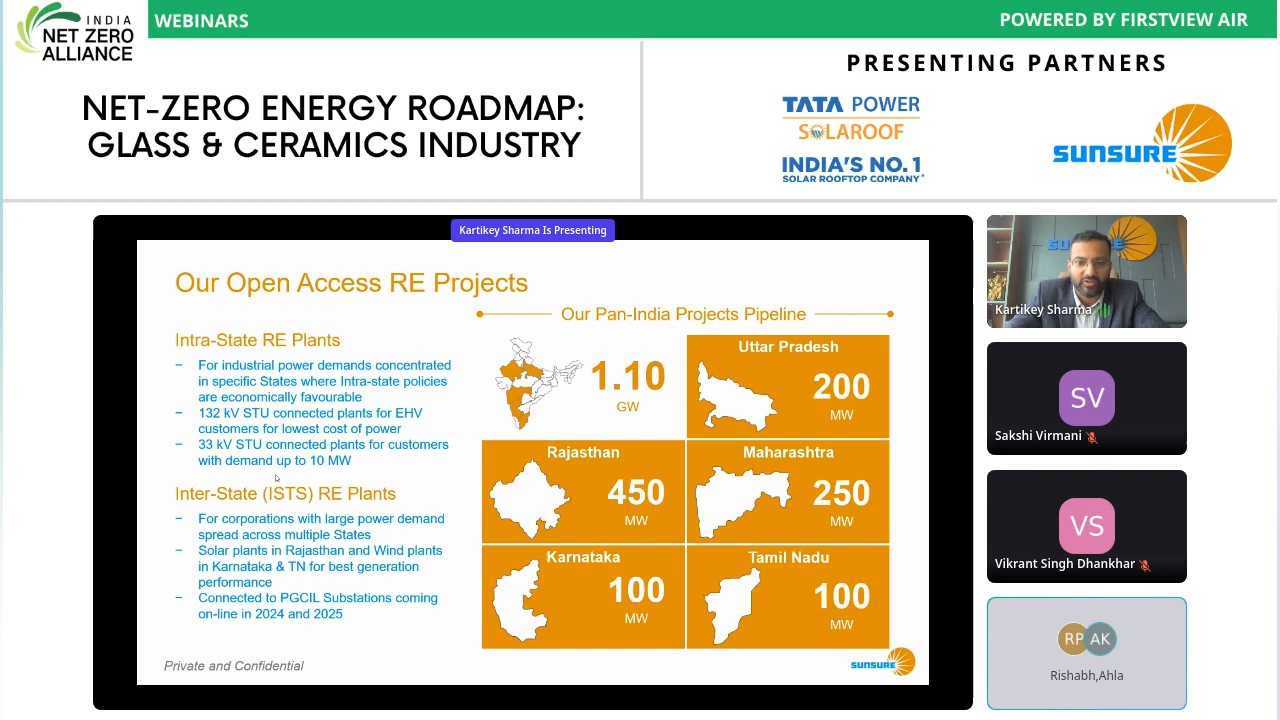 INDIA
NET ZERO
ALLIANCE
WEBINARS
POWERED BY FIRSTVIEW AIR
NET-ZERO ENERGY ROADMAP:
GLASS & CERAMICS INDUSTRY
PRESENTING PARTNERS
TATA POWER
SOLAROOF
INDIA'S NO. 1
SOLAR ROOFTOP COMPANY*
SUNSURE
Kartikey Sharma Is Presenting
Our Open Access RE Projects
Intra-State RE Plants
− For industrial power demands concentrated
in specific States where Intra-state policies
are economically favourable
− 132 kV STU connected plants for EHV
customers for lowest cost of power
− 33 kV STU connected plants for customers
with demand up to 10 MW
Inter-State (ISTS) RE Plants
− For corporations with large power demand
spread across multiple States
− Solar plants in Rajasthan and Wind plants
in Karnataka & TN for best generation
performance
− Connected to PGCIL Substations coming
on-line in 2024 and 2025
Our Pan-India Projects Pipeline
1.10
GW
Uttar Pradesh
200
MW
Rajasthan
450
MW
Maharashtra
250
MW
Karnataka
100
MW
Tamil Nadu
100
MW
Private and Confidential
SUNSURE
Kartikey Sharma
SV
Sakshi Virmani
VS
Vikrant Singh Dhankhar
RP
AK
Rishabh,Ahla